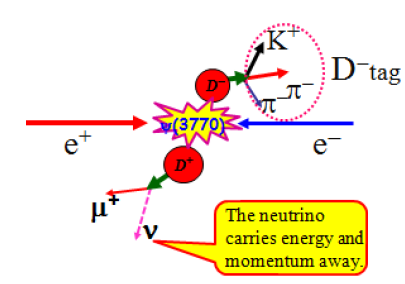 K⁺
D⁻
D⁻tag
π⁻π⁻
ψ(3770)
e⁺
e⁻
D⁺
μ⁺
ν
The neutrino
carries energy and
momentum away.